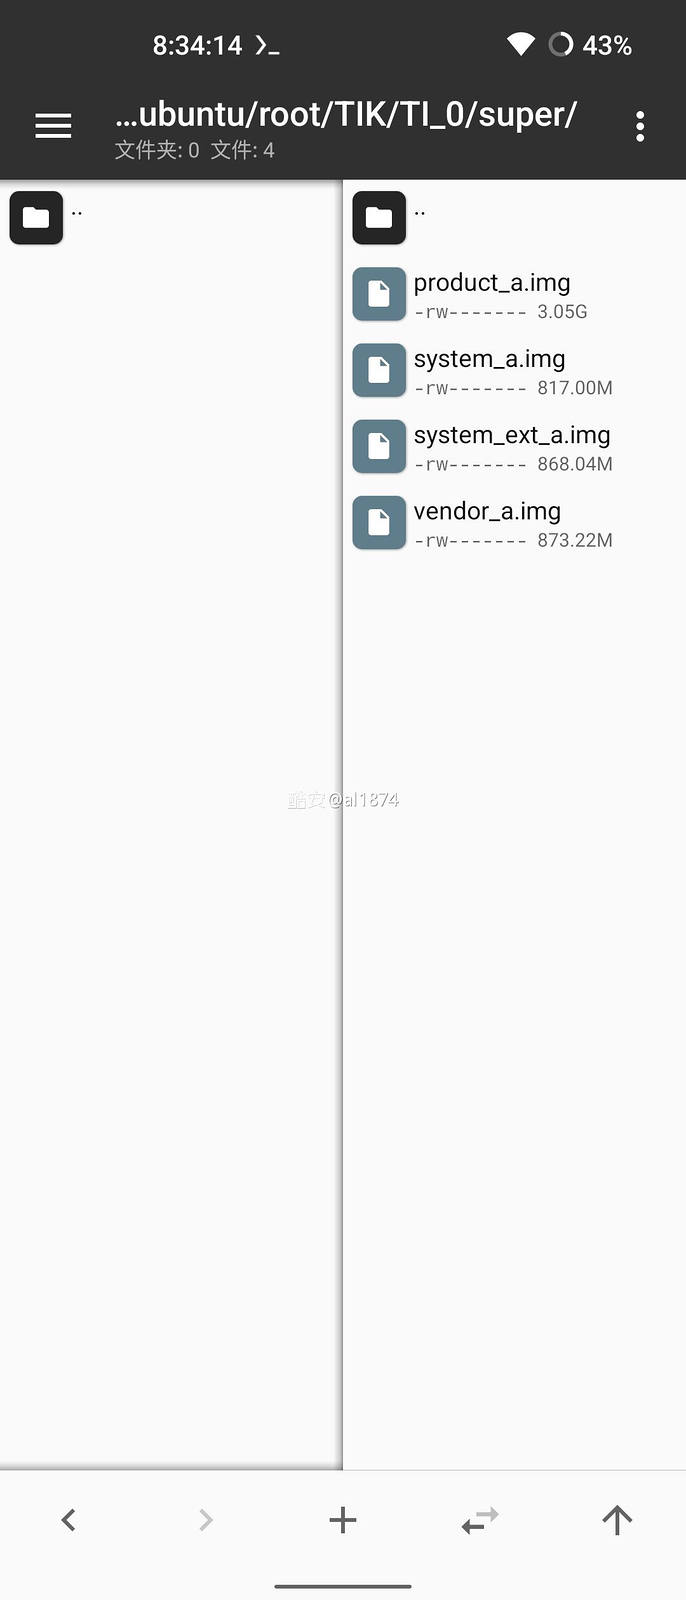 8:34:14
43%
...ubuntu/root/TIK/TI_0/super/
文件夹: 0 文件: 4
..
..
product_a.img
-rw------- 3.05G
system_a.img
-rw------- 817.00M
system_ext_a.img
-rw------- 868.04M
vendor_a.img
-rw------- 873.22M
酷安@al1874